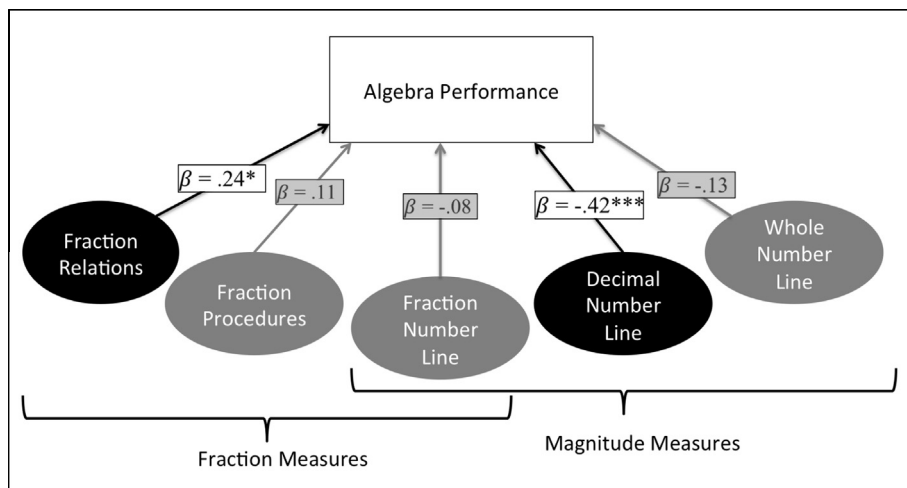 Algebra Performance
β = .24*
β = .11
β = -.08
β = -.42***
β = -.13
Fraction
Relations
Fraction
Procedures
Fraction
Number
Line
Decimal
Number
Line
Whole
Number
Line
Fraction Measures
Magnitude Measures